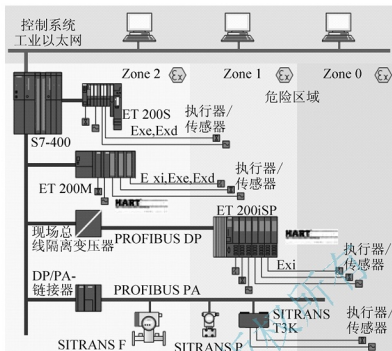 控制系统
工业以太网
Zone 2
Zone 1
Zone 0
危险区域
ET 200S
执行器/
传感器
Exe,Exd
S7-400
执行器/
传感器
E xi,Exe,Exd
ET 200M
HART
ET 200iSP
HART
现场总
线隔离变压器
PROFIBUS DP
执行器/
传感器
Exi
DP/PA-
链接器
PROFIBUS PA
SITRANS
T3K
执行器/
传感器
SITRANS F
SITRANS P